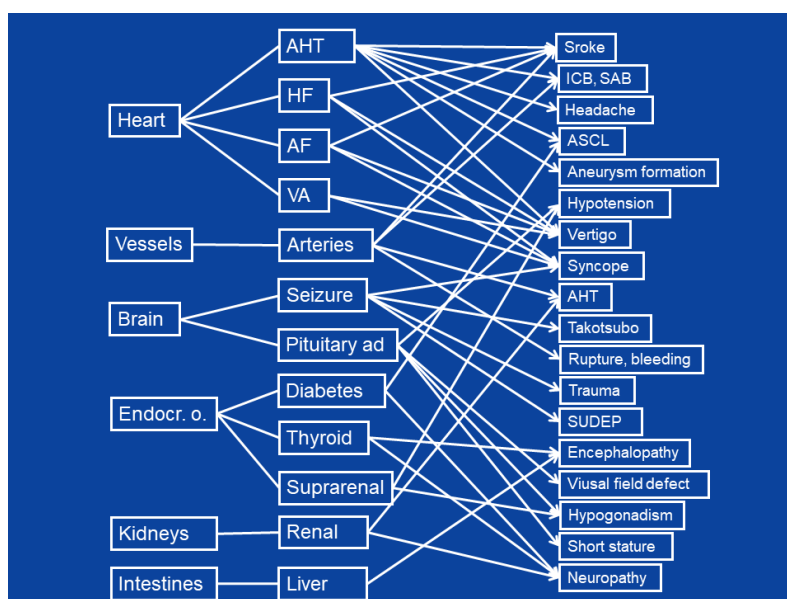 Heart
Vessels
Brain
Endocr. o.
Kidneys
Intestines
AHT
HF
AF
VA
Arteries
Seizure
Pituitary ad
Diabetes
Thyroid
Suprarenal
Renal
Liver
Sroke
ICB, SAB
Headache
ASCL
Aneurysm formation
Hypotension
Vertigo
Syncope
AHT
Takotsubo
Rupture, bleeding
Trauma
SUDEP
Encephalopathy
Viusal field defect
Hypogonadism
Short stature
Neuropathy